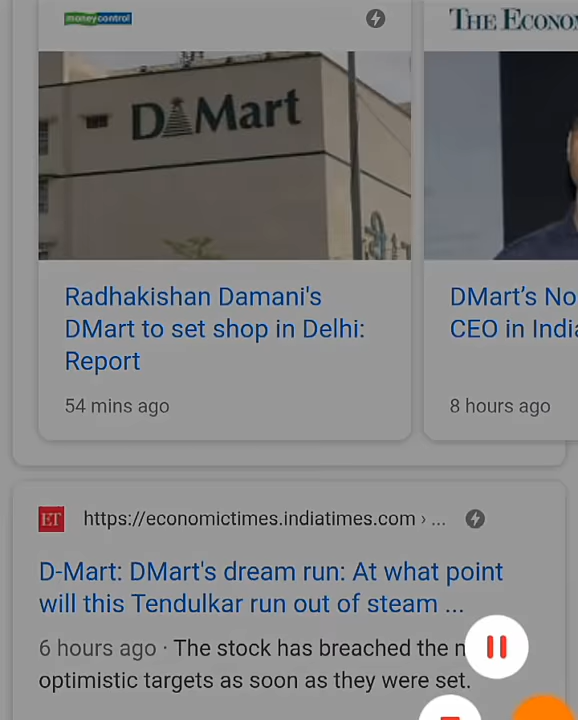 moneycontrol
THE ECONO
D Mart
Radhakishan Damani's
DMart to set shop in Delhi:
Report
54 mins ago
DMart’s No
CEO in Indi
8 hours ago
ET https://economictimes.indiatimes.com › ...
D-Mart: DMart's dream run: At what point
will this Tendulkar run out of steam ...
6 hours ago · The stock has breached the
optimistic targets as soon as they were set.